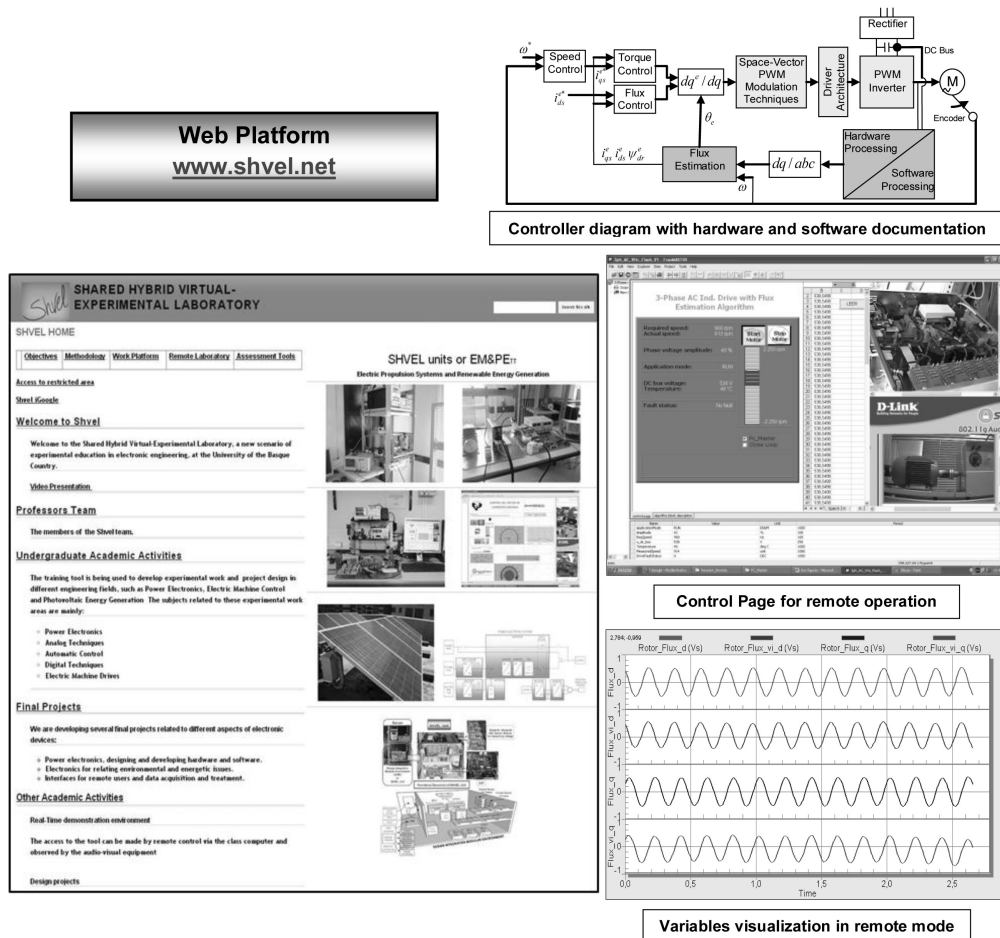 Web Platform
www.shvel.net
Rectifier
DC Bus
ω*
Speed
Control
Torque
Control
Flux
Control
dqᵉ/dq
Space-Vector
PWM
Modulation
Techniques
Driver
Architecture
PWM
Inverter
M
Encoder
θₑ
Hardware
Processing
Software
Processing
Flux
Estimation
dq/abc
ω
Controller diagram with hardware and software documentation
Shvel
SHARED HYBRID VIRTUAL-
EXPERIMENTAL LABORATORY
SHVEL HOME
Objectives Methodology Work Platform Remote Laboratory Assessment Tools
Access to restricted area
Shvel iGoogle
Welcome to Shvel
Welcome to the Shared Hybrid Virtual-Experimental Laboratory, a new scenario of
experimental education in electronic engineering, at the University of the Basque
Country.
Video Presentation
Professors Team
The members of the Shvel team.
Undergraduate Academic Activities
The training tool is being used to develop experimental work and project design in
different engineering fields, such as Power Electronics, Electric Machine Control
and Photovoltaic Energy Generation The subjects related to these experimental work
areas are mainly:
Power Electronics
Analog Techniques
Automatic Control
Digital Techniques
Electric Machine Drives
Final Projects
We are developing several final projects related to different aspects of electronic
devices:
Power electronics, designing and developing hardware and software.
Electronics for relating environmental and energetic issues.
Interfaces for remote users and data acquisition and treatment.
Other Academic Activities
Real-Time demonstration environment
The access to the tool can be made by remote control via the class computer and
observed by the audio-visual equipment
Design projects
SHVEL units or EM&PETT
Electric Propulsion Systems and Renewable Energy Generation
3-Phase AC Ind. Drive with Flux
Estimation Algorithm
Required speed:
Actual speed:
Phase voltage amplitude:
Application mode:
DC bus voltage:
Temperature:
Fault status:
Start
Motor
Stop
Motor
D-Link
802.11g
Control Page for remote operation
2,784; -0,969
Rotor_Flux_d (Vs) Rotor_Flux_vi_d (Vs) Rotor_Flux_q (Vs) Rotor_Flux_vi_q (Vs)
Flux_d
Flux_vi_d
Flux_q
Flux_vi_q
0,0 0,5 1,0 1,5 2,0 2,5
Time
Variables visualization in remote mode